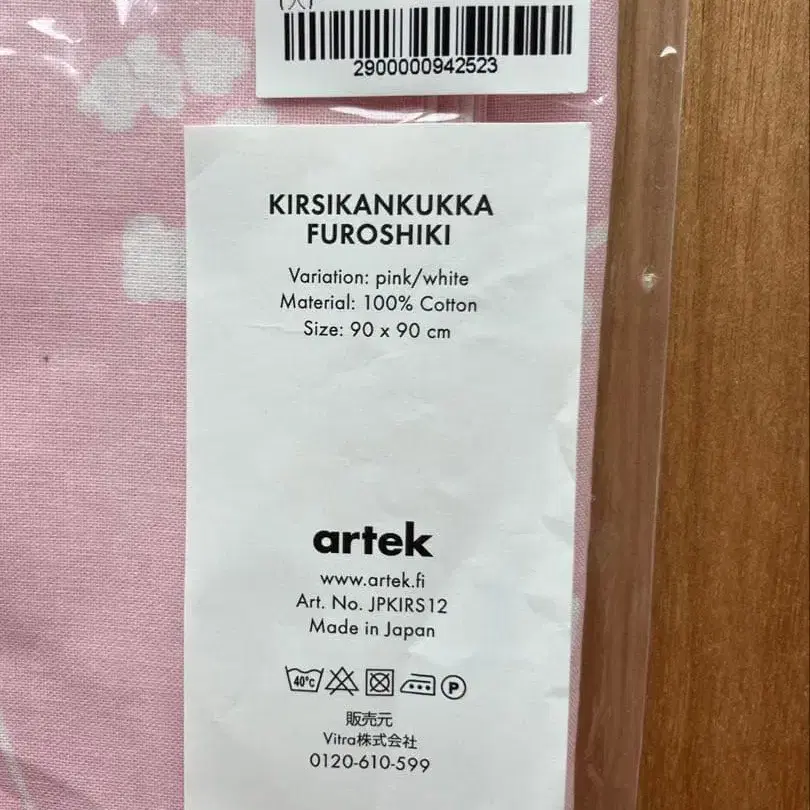 2900000942523
KIRSIKANKUKKA
FUROSHIKI
Variation: pink/white
Material: 100% Cotton
Size: 90 x 90 cm
artek
www.artek.fi
Art. No. JPKIRS12
Made in Japan
40°C P
販売元
Vitra株式会社
0120-610-599